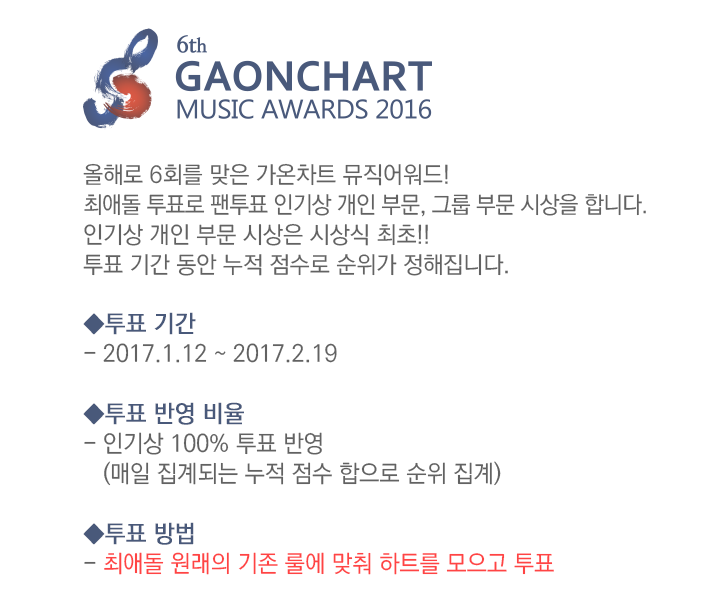 6th
GAONCHART
MUSIC AWARDS 2016
올해로 6회를 맞은 가온차트 뮤직어워드!
최애돌 투표로 팬투표 인기상 개인 부문, 그룹 부문 시상을 합니다.
인기상 개인 부문 시상은 시상식 최초!!
투표 기간 동안 누적 점수로 순위가 정해집니다.
◆투표 기간
- 2017.1.12 ~ 2017.2.19
◆투표 반영 비율
- 인기상 100% 투표 반영
(매일 집계되는 누적 점수 합으로 순위 집계)
◆투표 방법
- 최애돌 원래의 기존 룰에 맞춰 하트를 모으고 투표